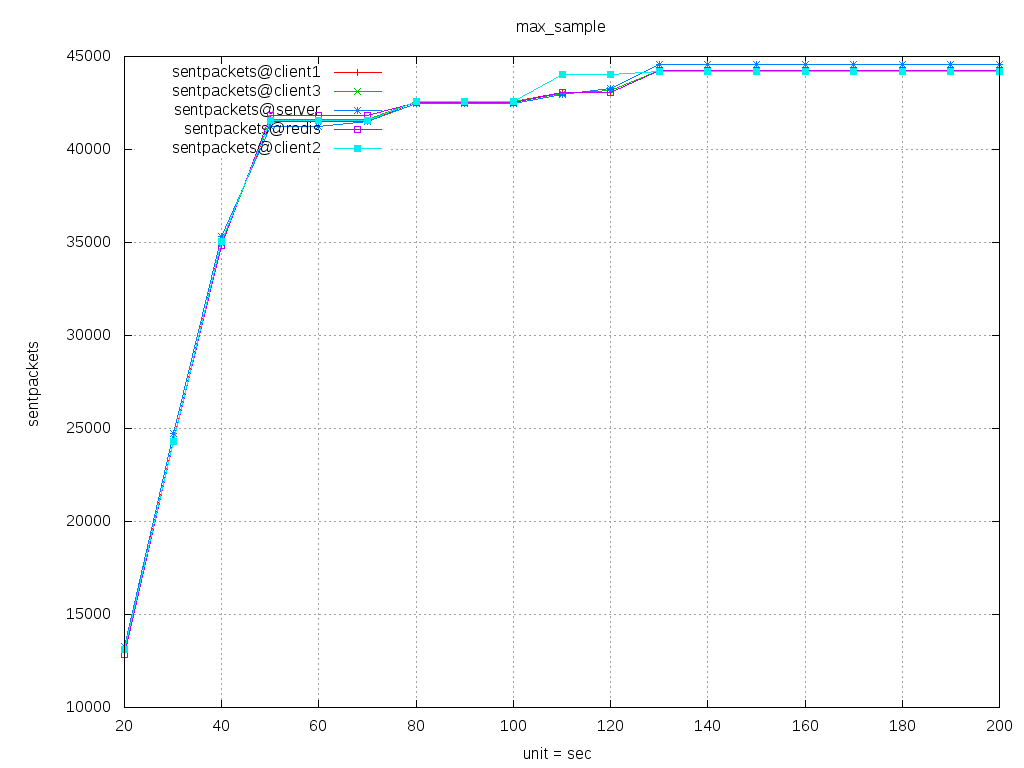 max_sample
45000
40000
35000
30000
25000
20000
15000
10000
sentpackets
sentpackets@client1
sentpackets@client3
sentpackets@server
sentpackets@redis
sentpackets@client2
20 40 60 80 100 120 140 160 180 200
unit = sec